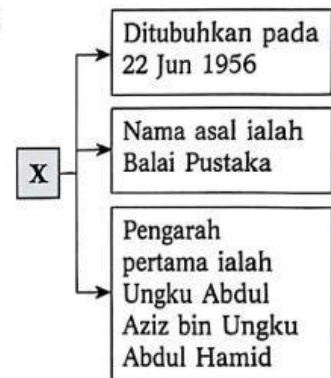 Ditubuhkan pada
22 Jun 1956
Nama asal ialah
Balai Pustaka
X
Pengarah
pertama ialah
Ungku Abdul
Aziz bin Ungku
Abdul Hamid